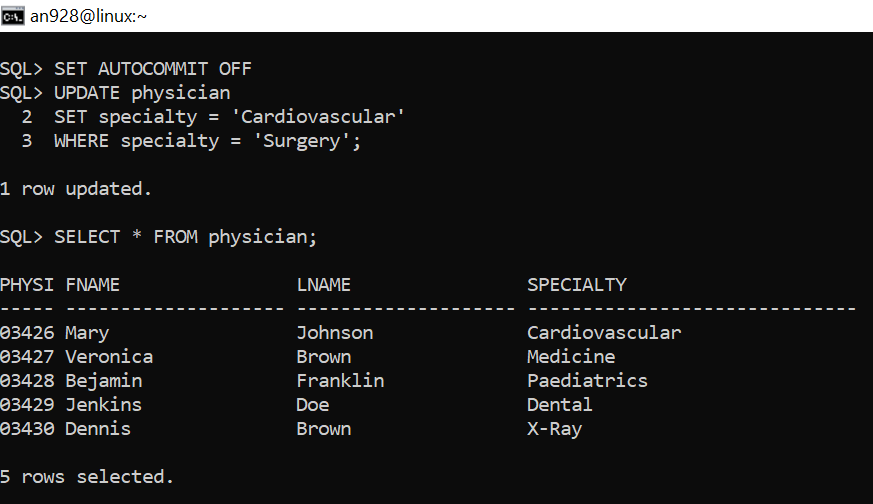 an928@linux:~
SQL> SET AUTOCOMMIT OFF
SQL> UPDATE physician
  2  SET specialty = 'Cardiovascular'
  3  WHERE specialty = 'Surgery';
1 row updated.
SQL> SELECT * FROM physician;
PHYSI FNAME                LNAME                SPECIALTY
----- -------------------- -------------------- ------------------------------
03426 Mary                 Johnson              Cardiovascular
03427 Veronica             Brown                Medicine
03428 Bejamin              Franklin             Paediatrics
03429 Jenkins              Doe                  Dental
03430 Dennis               Brown                X-Ray
5 rows selected.